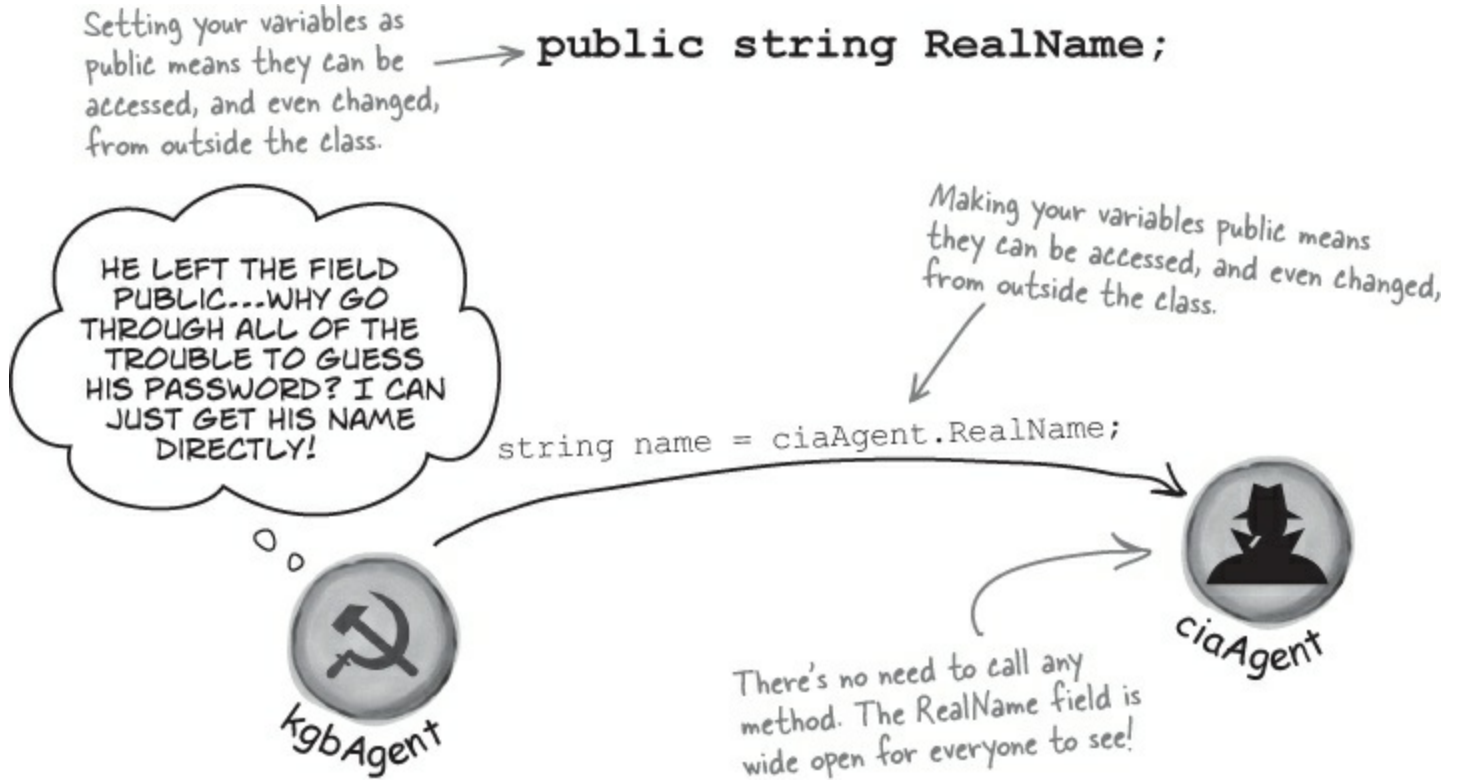 Setting your variables as
public means they can be
accessed, and even changed,
from outside the class.
public string RealName;
HE LEFT THE FIELD
PUBLIC...WHY GO
THROUGH ALL OF THE
TROUBLE TO GUESS
HIS PASSWORD? I CAN
JUST GET HIS NAME
DIRECTLY!
Making your variables public means
they can be accessed, and even changed,
from outside the class.
string name = ciaAgent.RealName;
kgbAgent
ciaAgent
There's no need to call any
method. The RealName field is
wide open for everyone to see!